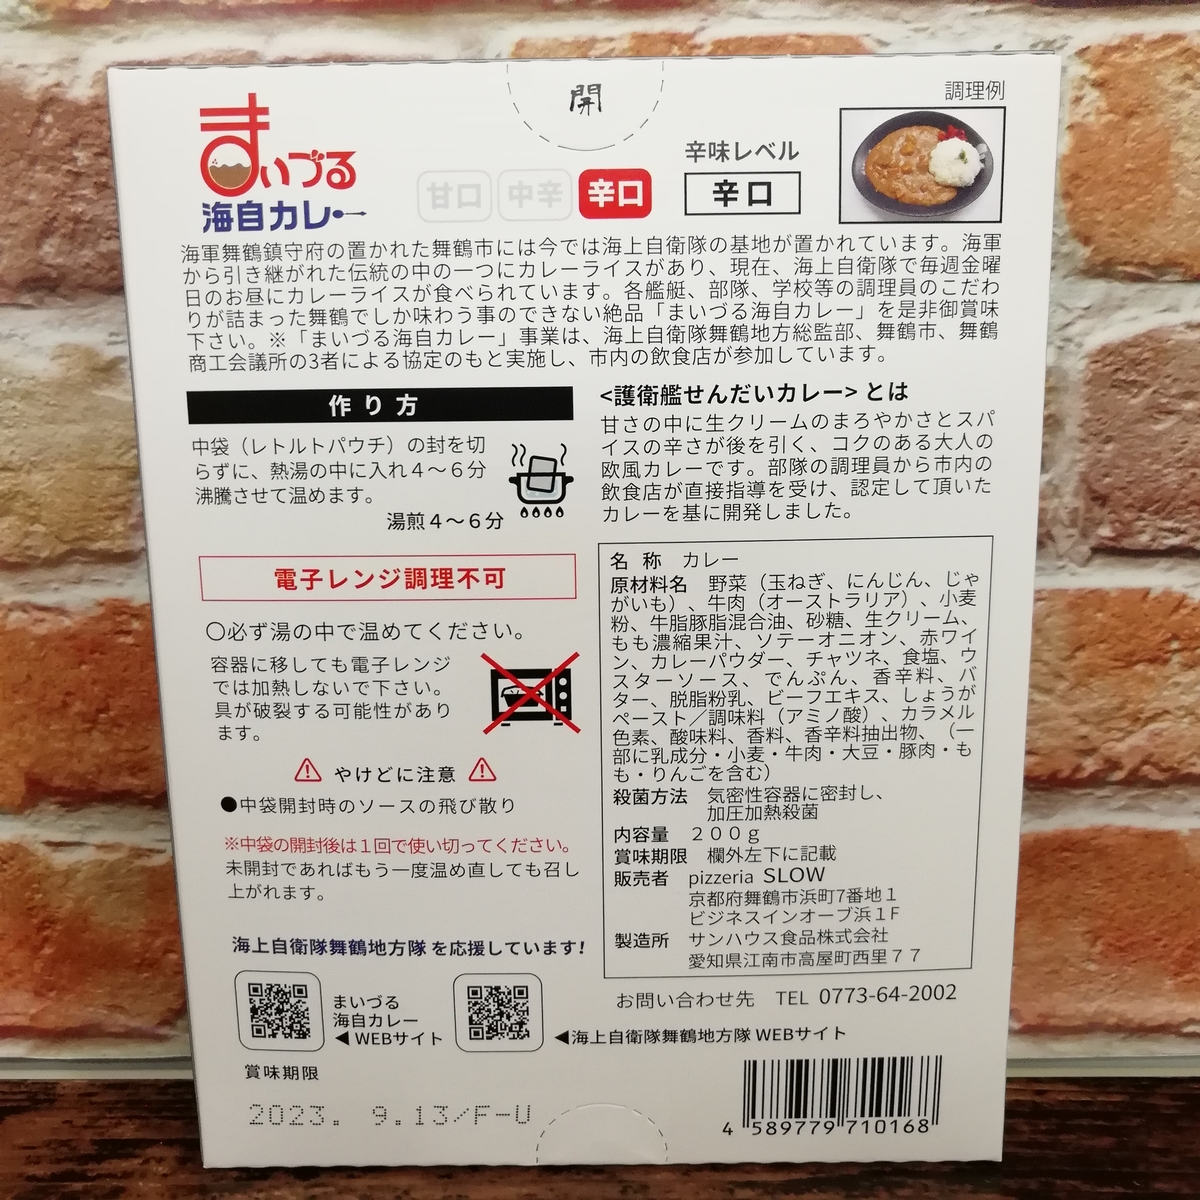 開
調理例
まいづる
海自カレー
甘口 中辛 辛口
辛味レベル
辛口
海軍舞鶴鎮守府の置かれた舞鶴市には今では海上自衛隊の基地が置かれています。海軍
から引き継がれた伝統の中の一つにカレーライスがあり、現在、海上自衛隊で毎週金曜
日のお昼にカレーライスが食べられています。各艦艇、部隊、学校等の調理員のこだわ
りが詰まった舞鶴でしか味わう事のできない絶品「まいづる海自カレー」を是非御賞味
下さい。※「まいづる海自カレー」事業は、海上自衛隊舞鶴地方総監部、舞鶴市、舞鶴
商工会議所の3者による協定のもと実施し、市内の飲食店が参加しています。
作り方
中袋（レトルトパウチ）の封を切
らずに、熱湯の中に入れ４～６分
沸騰させて温めます。
湯煎４～６分
電子レンジ調理不可
〇必ず湯の中で温めてください。
容器に移しても電子レンジ
では加熱しないで下さい。
具が破裂する可能性があり
ます。
やけどに注意
●中袋開封時のソースの飛び散り
※中袋の開封後は１回で使い切ってください。
未開封であればもう一度温め直しても召し
上がれます。
<護衛艦せんだいカレー> とは
甘さの中に生クリームのまろやかさとスパ
イスの辛さが後を引く、コクのある大人の
欧風カレーです。部隊の調理員から市内の
飲食店が直接指導を受け、認定して頂いた
カレーを基に開発しました。
名 称 カレー
原材料名 野菜（玉ねぎ、にんじん、じゃ
がいも）、牛肉（オーストラリア）、小麦
粉、牛脂豚脂混合油、砂糖、生クリーム、
もも濃縮果汁、ソテーオニオン、赤ワイ
ン、カレーパウダー、チャツネ、食塩、ウ
スターソース、でんぷん、香辛料、バ
ター、脱脂粉乳、ビーフエキス、しょうが
ペースト／調味料（アミノ酸）、カラメル
色素、酸味料、香料、香辛料抽出物、（一
部に乳成分・小麦・牛肉・大豆・豚肉・も
も・りんごを含む）
殺菌方法 気密性容器に密封し、
加圧加熱殺菌
内容量 ２００ｇ
賞味期限 欄外左下に記載
販売者 pizzeria SLOW
京都府舞鶴市浜町7番地１
ビジネスインオーブ浜１F
製造所 サンハウス食品株式会社
愛知県江南市高屋町西里７７
お問い合わせ先 TEL 0773-64-2002
海上自衛隊舞鶴地方隊 を応援しています!
まいづる
海自カレー
◀ WEBサイト
◀海上自衛隊舞鶴地方隊 WEBサイト
賞味期限
2023. 9.13/F-U
4 589779 710168